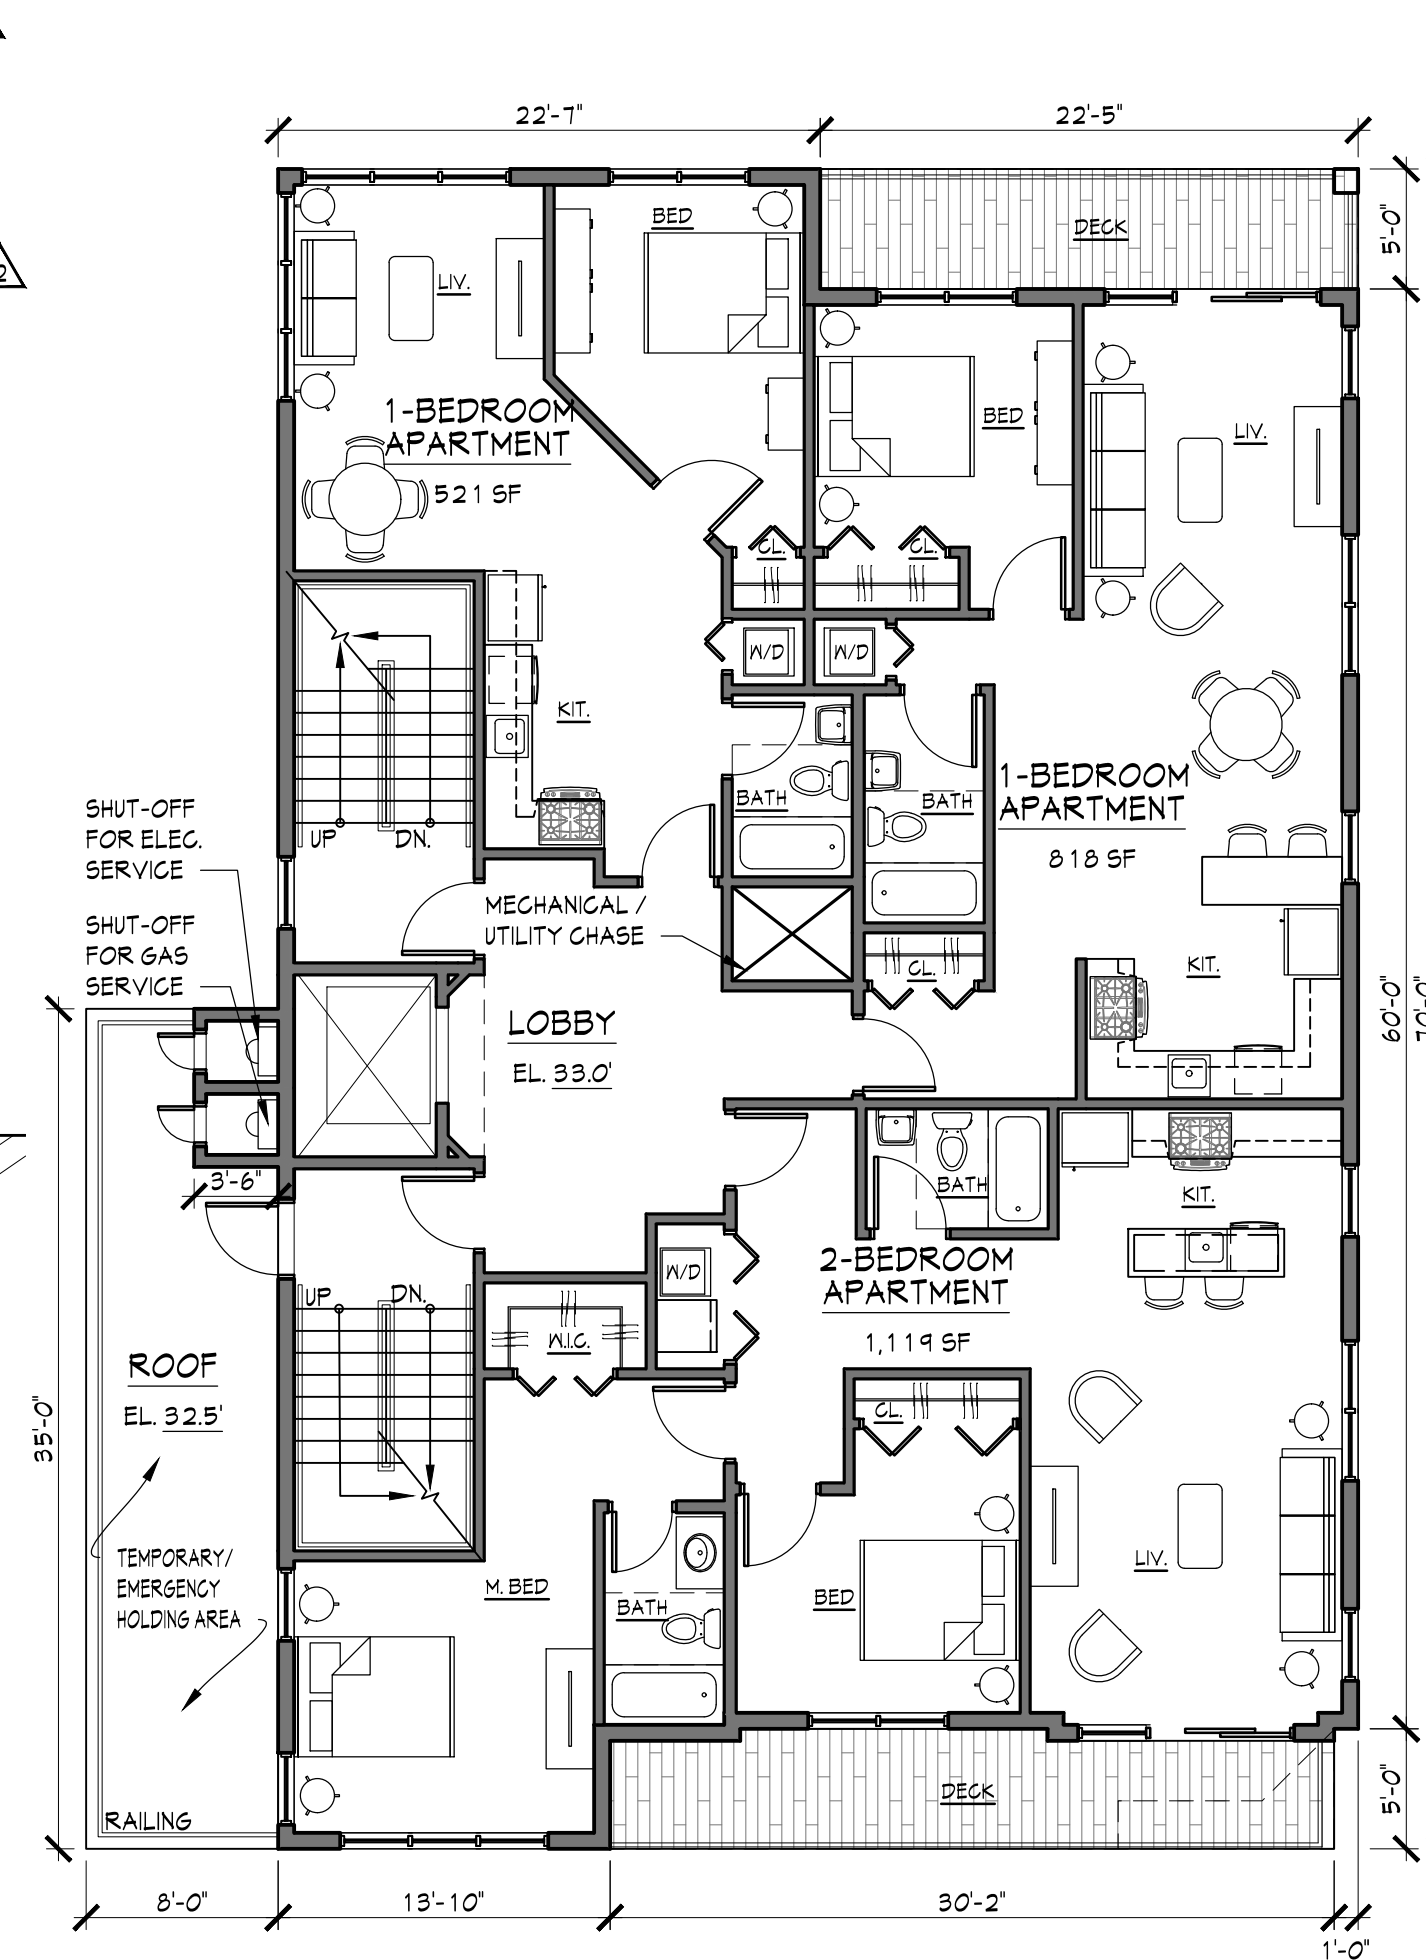 22'-7"
22'-5"
BED
DECK
5'-0"
2
LIV.
1-BEDROOM
APARTMENT
521 SF
BED
LIV.
CL.
CL.
W/D
W/D
KIT.
1-BEDROOM
APARTMENT
818 SF
BATH
BATH
SHUT-OFF
FOR ELEC.
SERVICE
UP
DN.
MECHANICAL /
UTILITY CHASE
SHUT-OFF
FOR GAS
SERVICE
CL.
KIT.
LOBBY
EL. 33.0'
60'-0"
70'-0"
3'-6"
BATH
KIT.
2-BEDROOM
APARTMENT
1,119 SF
W/D
UP
DN.
W.I.C.
ROOF
EL. 32.5'
35'-0"
CL.
TEMPORARY/
EMERGENCY
HOLDING AREA
M. BED
BATH
BED
LIV.
DECK
5'-0"
RAILING
8'-0"
13'-10"
30'-2"
1'-0"